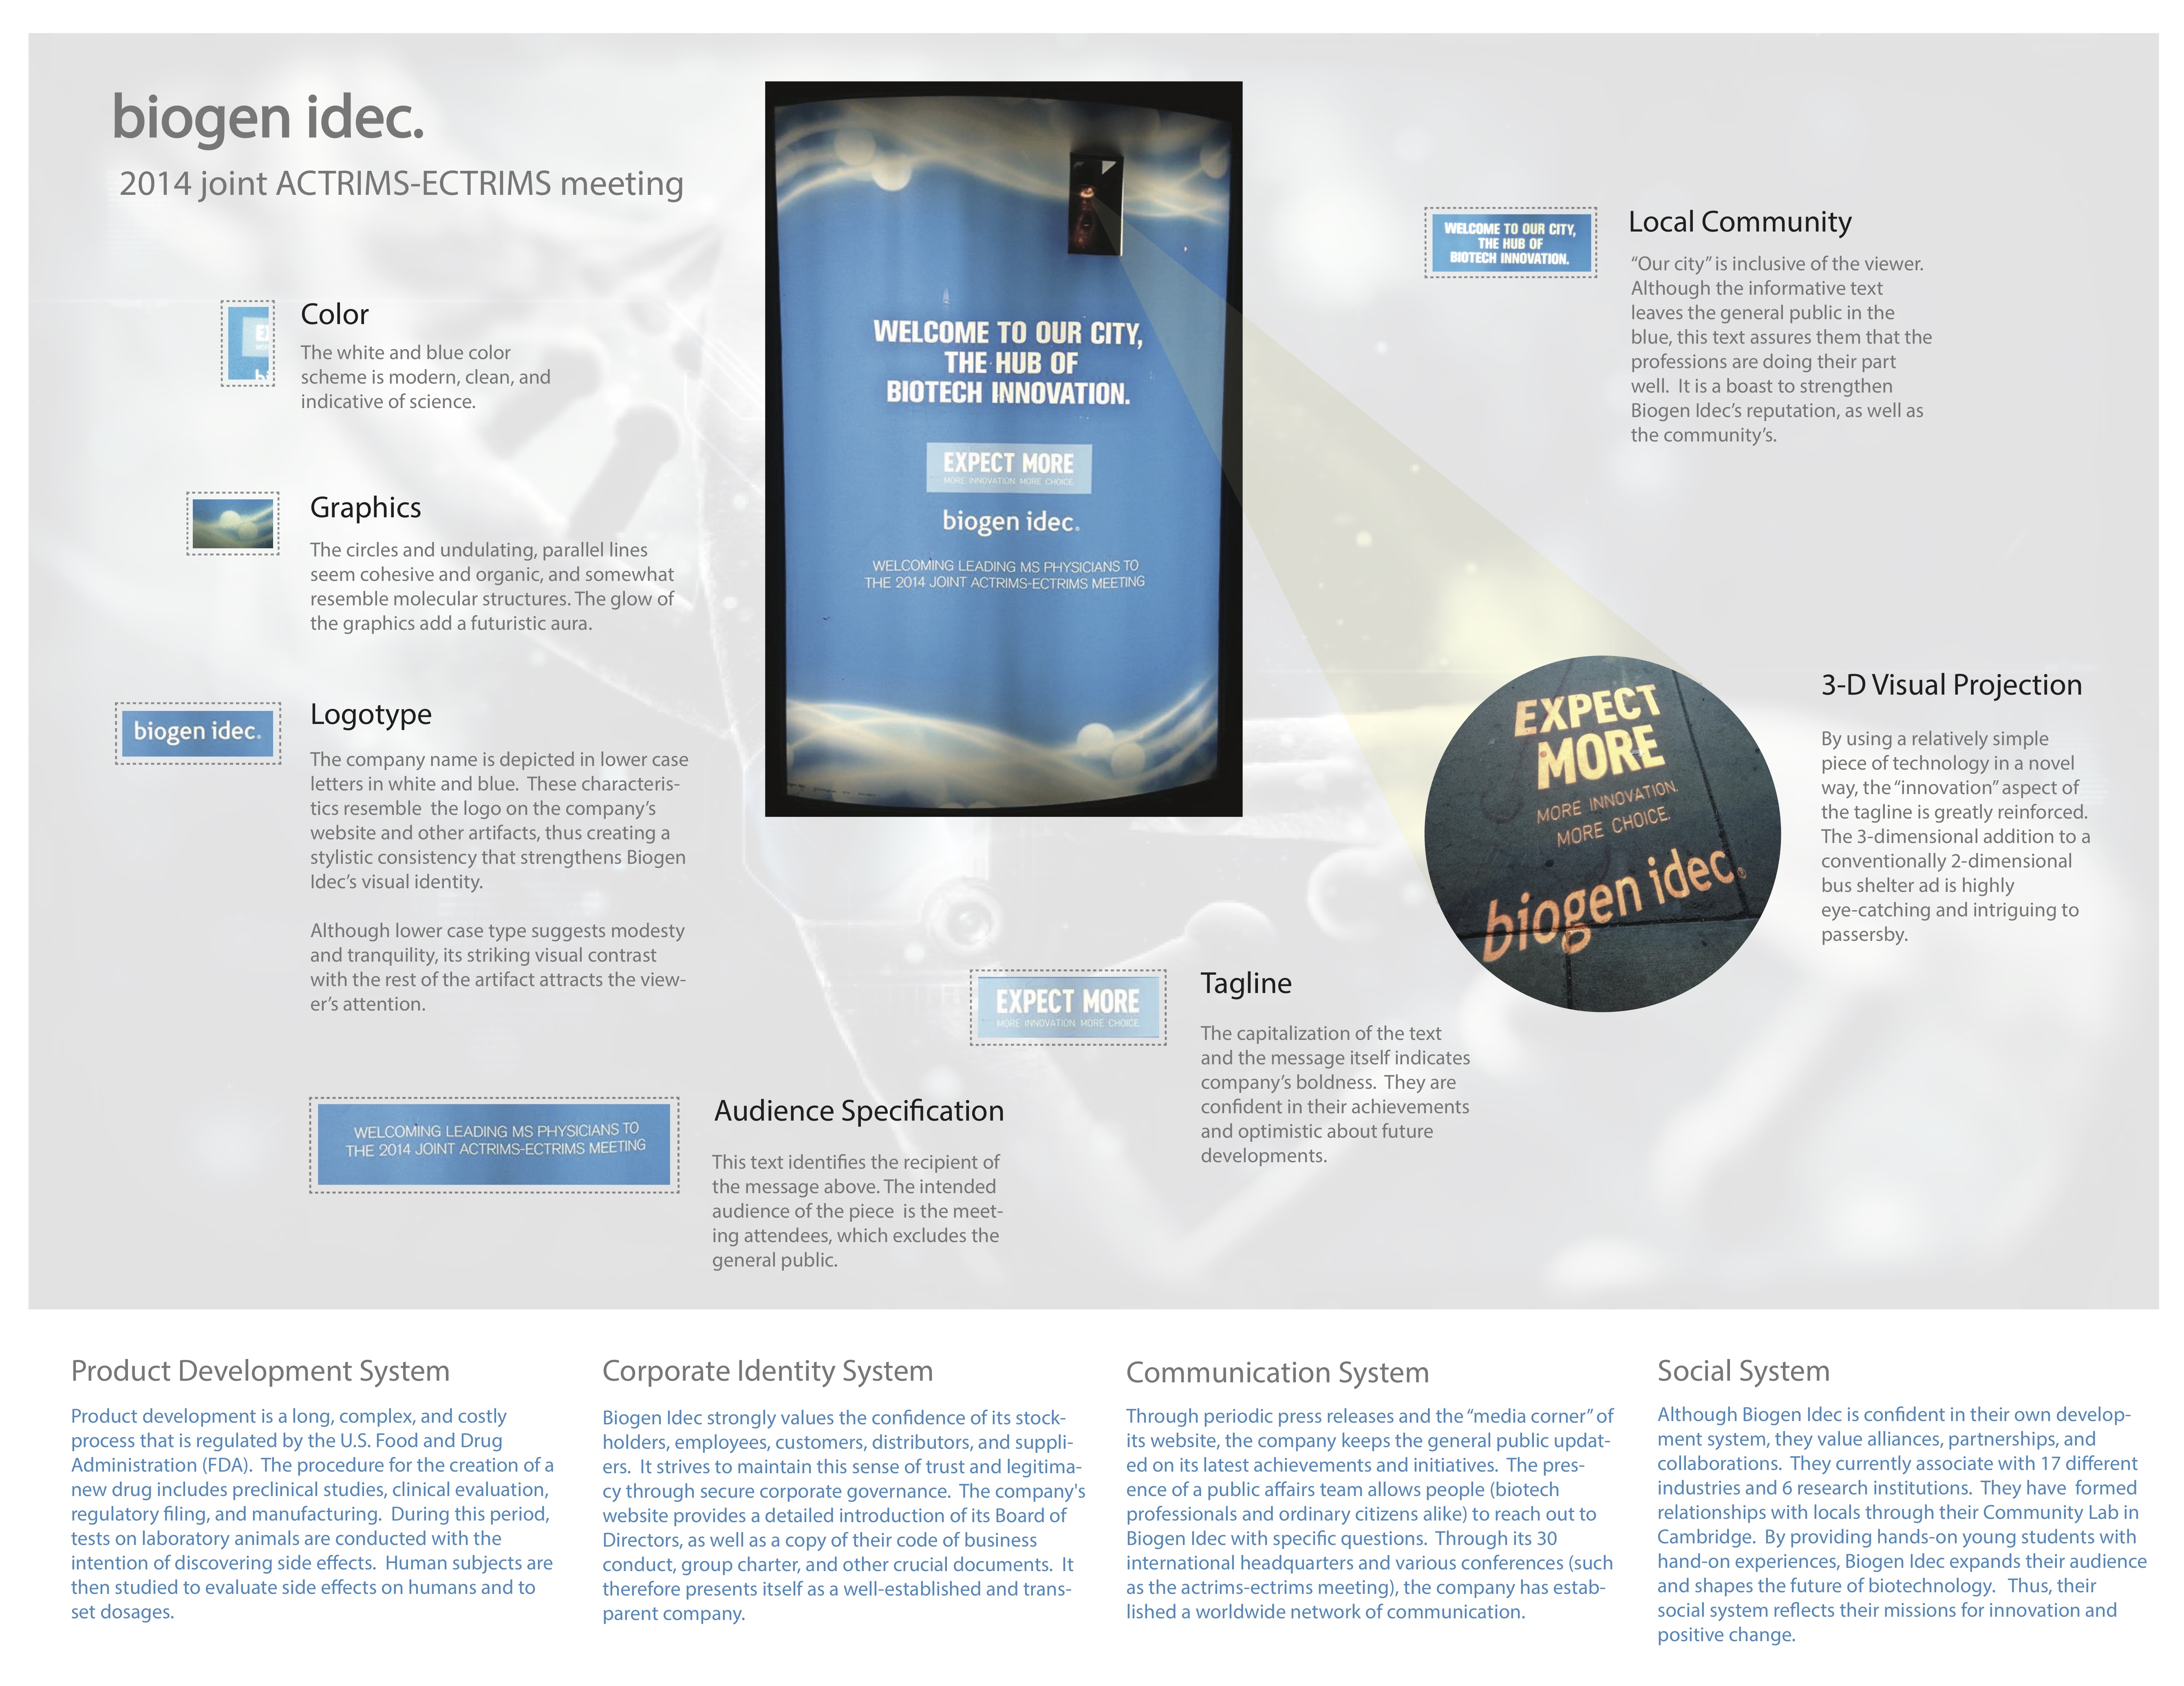 biogen idec.
2014 joint ACTRIMS-ECTRIMS meeting
Color
The white and blue color
scheme is modern, clean, and
indicative of science.
Graphics
The circles and undulating, parallel lines
seem cohesive and organic, and somewhat
resemble molecular structures. The glow of
the graphics add a futuristic aura.
biogen idec.
Logotype
The company name is depicted in lower case
letters in white and blue.  These characteris-
tics resemble  the logo on the company's
website and other artifacts, thus creating a
stylistic consistency that strengthens Biogen
Idec's visual identity.
Although lower case type suggests modesty
and tranquility, its striking visual contrast
with the rest of the artifact attracts the view-
er's attention.
WELCOMING LEADING MS PHYSICIANS TO
THE 2014 JOINT ACTRIMS-ECTRIMS MEETING
Audience Specification
This text identifies the recipient of
the message above. The intended
audience of the piece  is the meet-
ing attendees, which excludes the
general public.
WELCOME TO OUR CITY,
THE HUB OF
BIOTECH INNOVATION.
EXPECT MORE
MORE INNOVATION. MORE CHOICE.
biogen idec.
WELCOMING LEADING MS PHYSICIANS TO
THE 2014 JOINT ACTRIMS-ECTRIMS MEETING
EXPECT MORE
MORE INNOVATION. MORE CHOICE.
Tagline
The capitalization of the text
and the message itself indicates
company's boldness.  They are
confident in their achievements
and optimistic about future
developments.
WELCOME TO OUR CITY,
THE HUB OF
BIOTECH INNOVATION.
Local Community
“Our city” is inclusive of the viewer.
Although the informative text
leaves the general public in the
blue, this text assures them that the
professions are doing their part
well.  It is a boast to strengthen
Biogen Idec's reputation, as well as
the community's.
EXPECT
MORE
MORE INNOVATION.
MORE CHOICE.
biogen idec®
3-D Visual Projection
By using a relatively simple
piece of technology in a novel
way, the “innovation” aspect of
the tagline is greatly reinforced.
The 3-dimensional addition to a
conventionally 2-dimensional
bus shelter ad is highly
eye-catching and intriguing to
passersby.
Product Development System
Product development is a long, complex, and costly
process that is regulated by the U.S. Food and Drug
Administration (FDA).  The procedure for the creation of a
new drug includes preclinical studies, clinical evaluation,
regulatory filing, and manufacturing.  During this period,
tests on laboratory animals are conducted with the
intention of discovering side effects.  Human subjects are
then studied to evaluate side effects on humans and to
set dosages.
Corporate Identity System
Biogen Idec strongly values the confidence of its stock-
holders, employees, customers, distributors, and suppli-
ers.  It strives to maintain this sense of trust and legitima-
cy through secure corporate governance.  The company's
website provides a detailed introduction of its Board of
Directors, as well as a copy of their code of business
conduct, group charter, and other crucial documents.  It
therefore presents itself as a well-established and trans-
parent company.
Communication System
Through periodic press releases and the “media corner” of
its website, the company keeps the general public updat-
ed on its latest achievements and initiatives.  The pres-
ence of a public affairs team allows people (biotech
professionals and ordinary citizens alike) to reach out to
Biogen Idec with specific questions.  Through its 30
international headquarters and various conferences (such
as the actrims-ectrims meeting), the company has estab-
lished a worldwide network of communication.
Social System
Although Biogen Idec is confident in their own develop-
ment system, they value alliances, partnerships, and
collaborations.  They currently associate with 17 different
industries and 6 research institutions.  They have  formed
relationships with locals through their Community Lab in
Cambridge.  By providing hands-on young students with
hand-on experiences, Biogen Idec expands their audience
and shapes the future of biotechnology.   Thus, their
social system reflects their missions for innovation and
positive change.